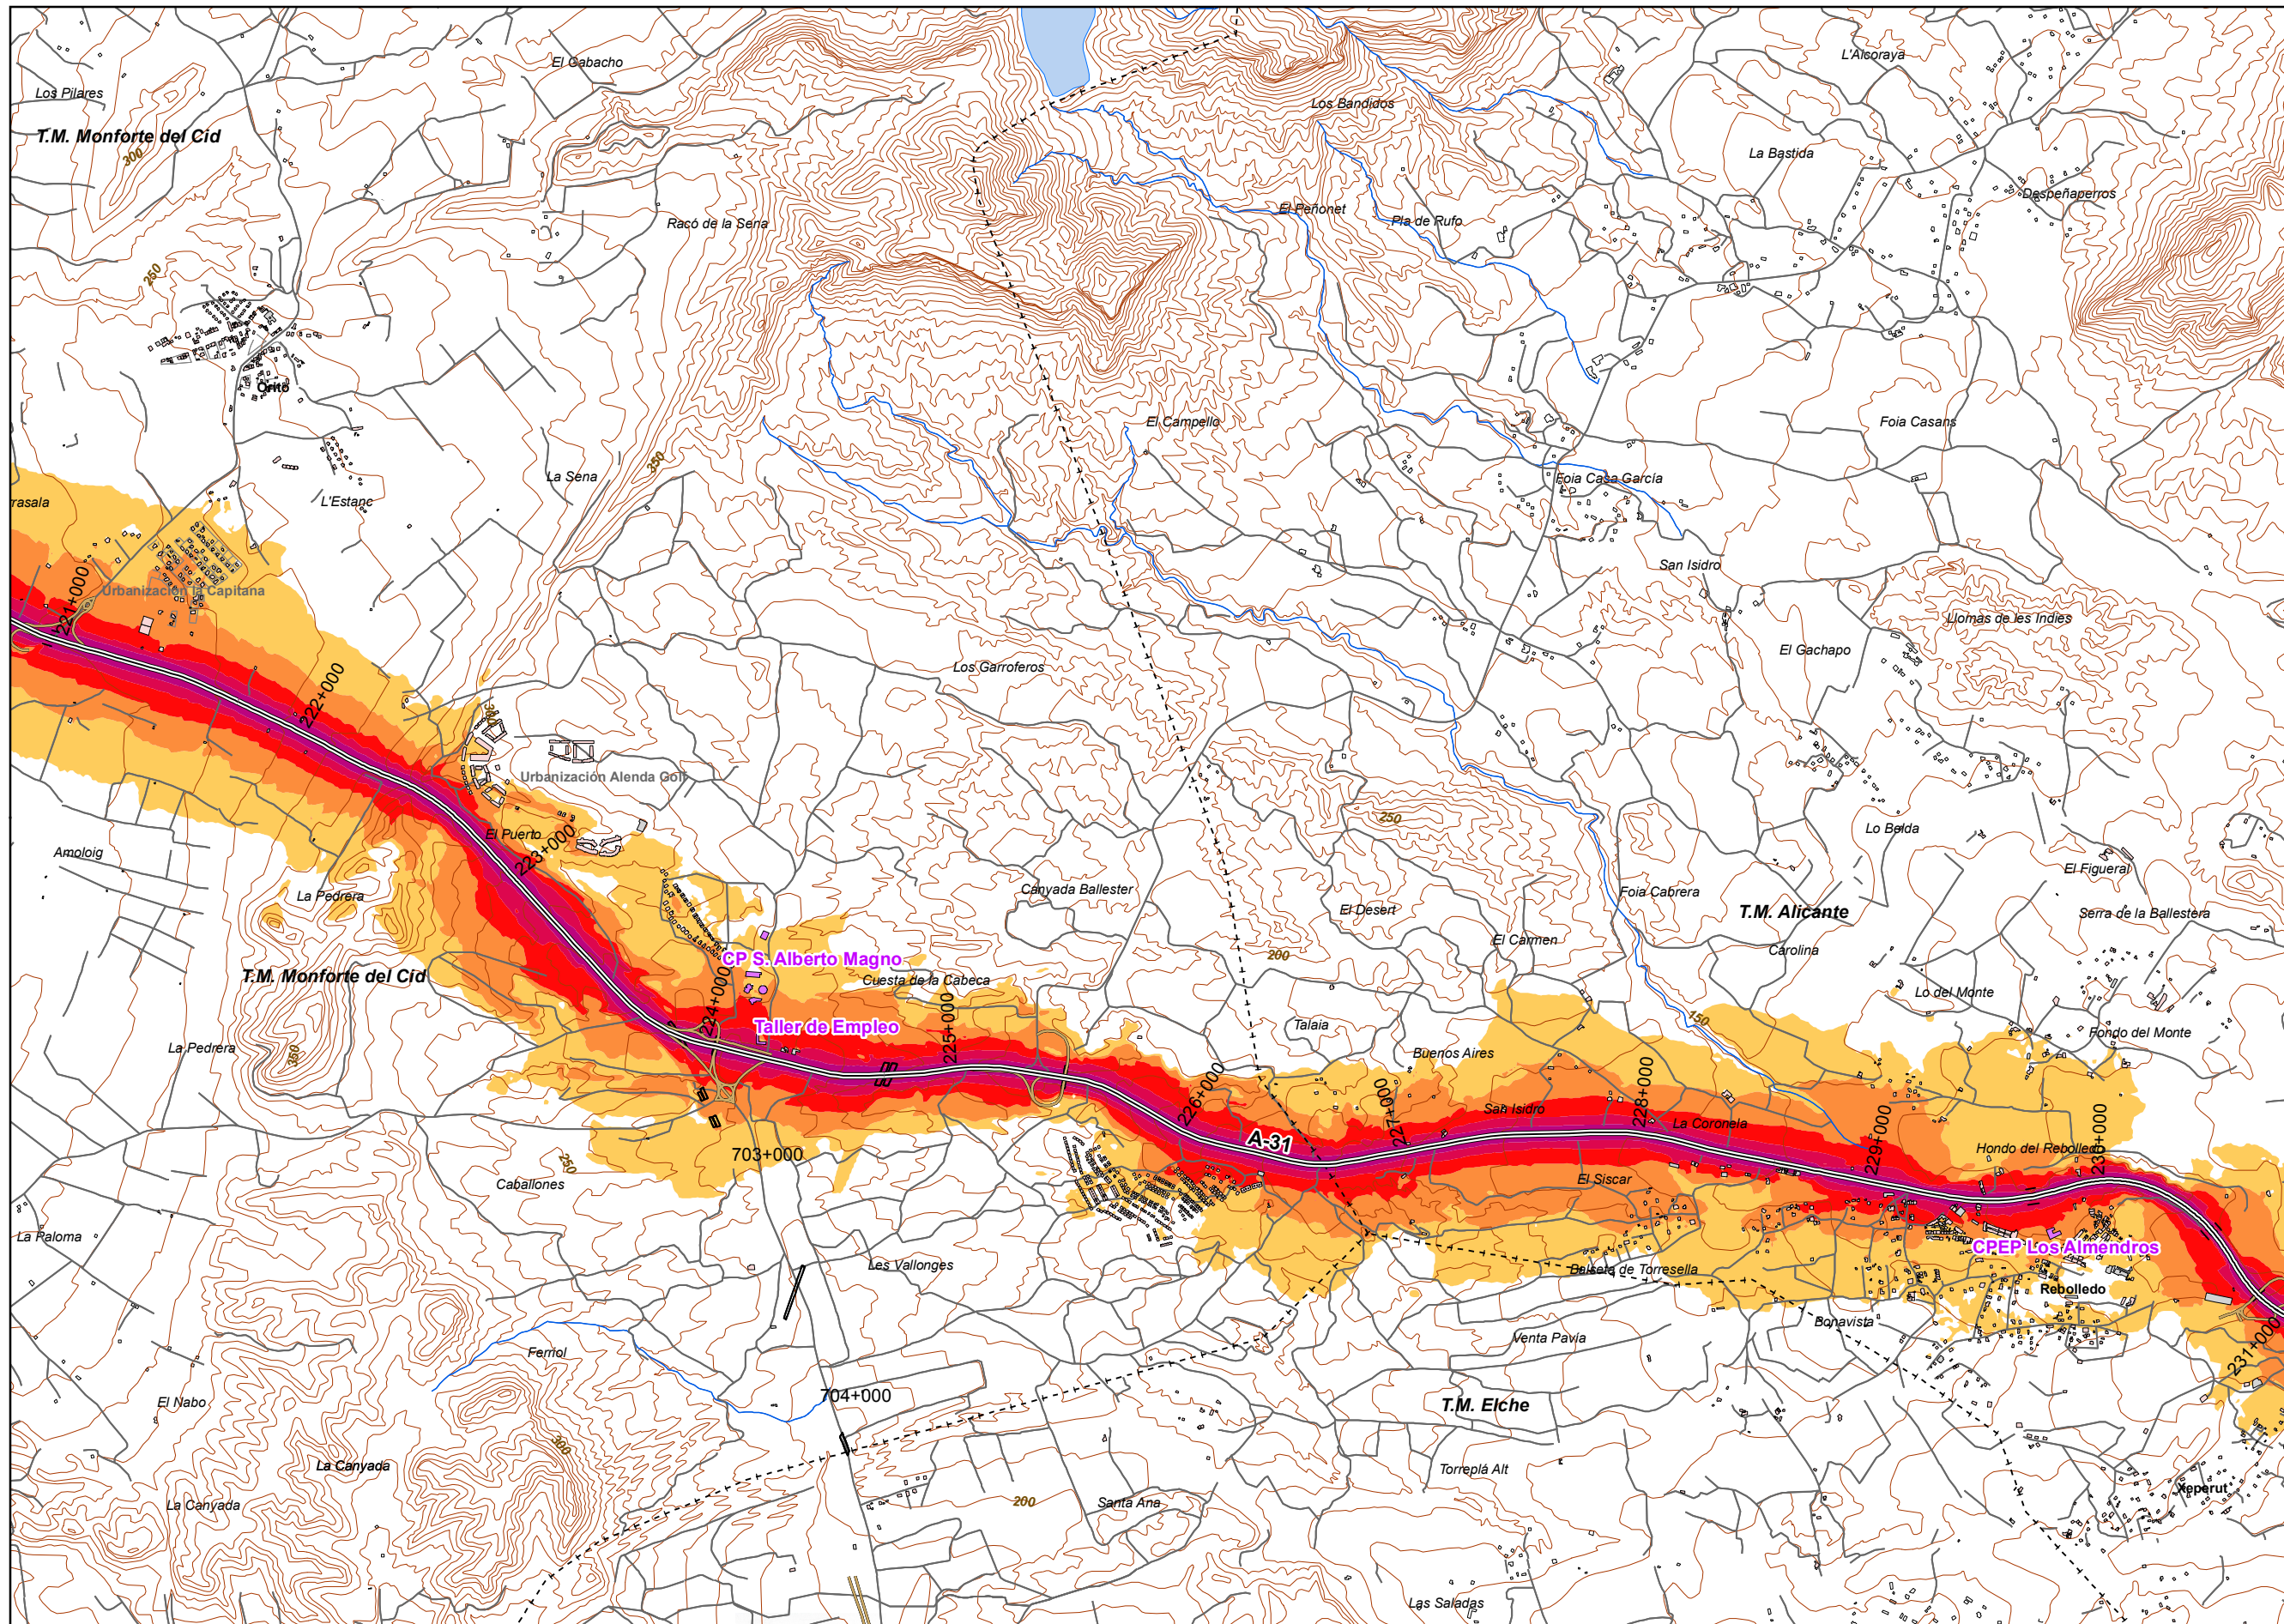 El Gabacho
L'Alcoraya
Los Pilares
Los Bandidos
T.M. Monforte del Cid
300
La Bastida
Despeñaperros
El Peñonet
Racó de la Sena
Pla de Rufo
250
Orito
El Campello
Foia Casans
350
La Sena
Foia Casa García
L'Estanc
rrasala
San Isidro
221+000
Urbanización la Capitana
Llomas de les Indies
El Gachapo
Los Garroferos
222+000
300
Urbanización Alenda Golf
250
Lo Belda
El Puerto
223+000
Amoloig
El Figueral
La Pedrera
Canyada Ballester
Foia Cabrera
El Desert
T.M. Alicante
Serra de la Ballestera
El Carmen
Carolina
200
CP S. Alberto Magno
T.M. Monforte del Cid
Cuesta de la Cabeca
Lo del Monte
224+000
225+000
150
Taller de Empleo
Talaia
Fondo del Monte
La Pedrera
350
Buenos Aires
226+000
227+000
228+000
San Isidro
La Coronela
229+000
230+000
A-31
Hondo del Rebolledo
703+000
250
Caballones
El Siscar
La Paloma
CPEP Los Almendros
Les Vallonges
Balseta de Torresella
Rebolledo
Bonavista
Venta Pavia
Ferriol
231+000
704+000
El Nabo
T.M. Elche
300
La Canyada
Torreplá Alt
Xeperut
La Canyada
200
Santa Ana
Las Saladas